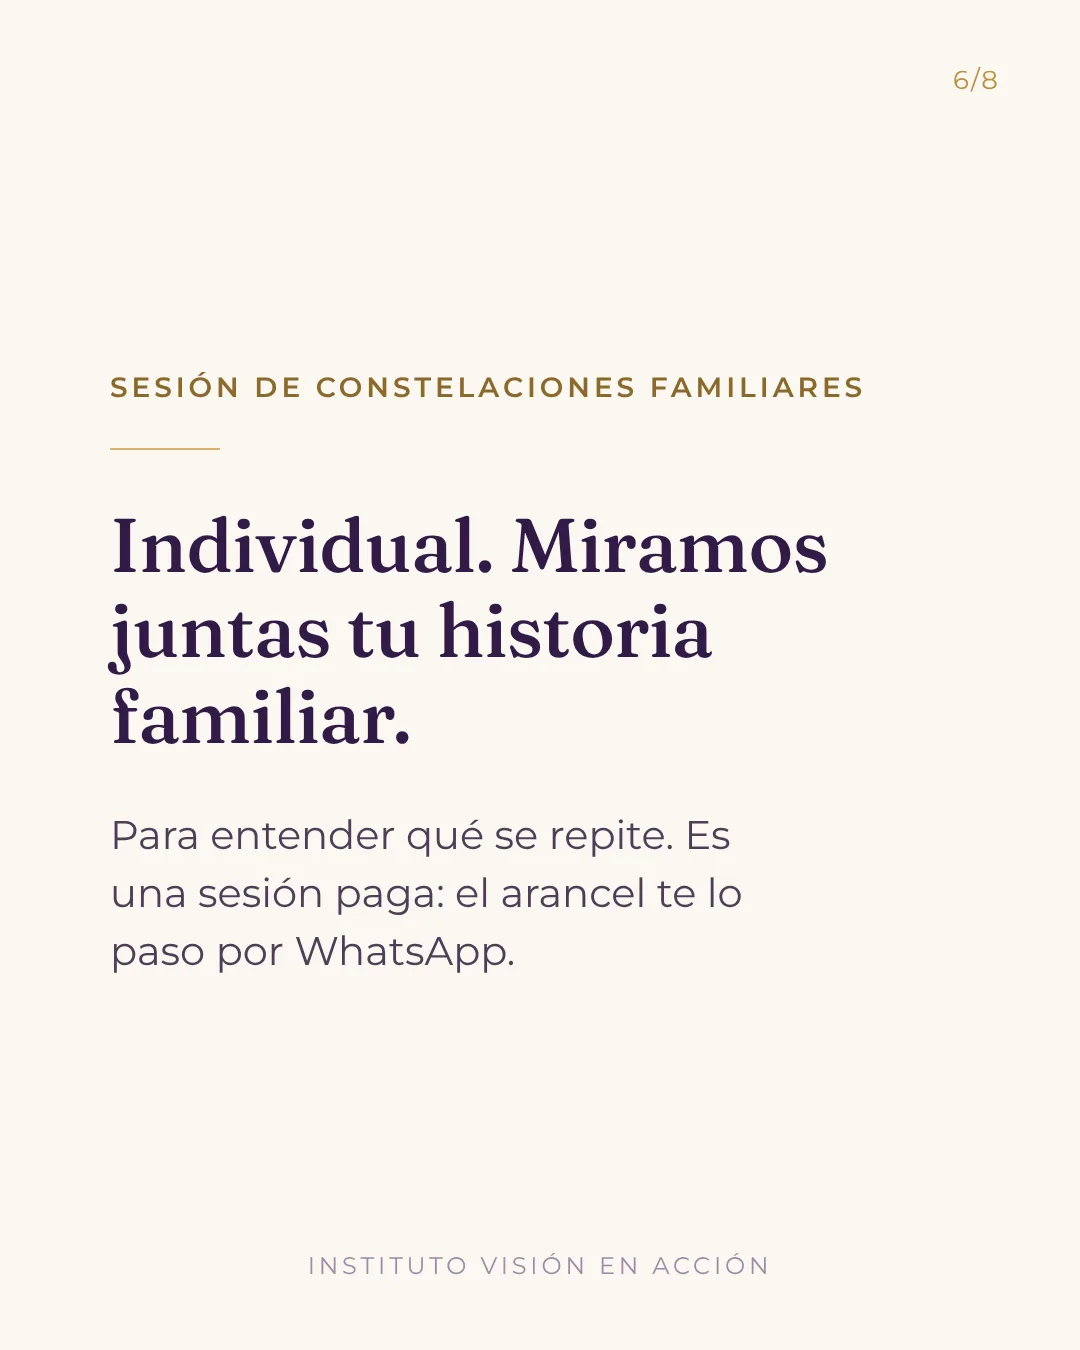 6/8
SESIÓN DE CONSTELACIONES FAMILIARES
Individual. Miramos
juntas tu historia
familiar.
Para entender qué se repite. Es
una sesión paga: el arancel te lo
paso por WhatsApp.
INSTITUTO VISIÓN EN ACCIÓN